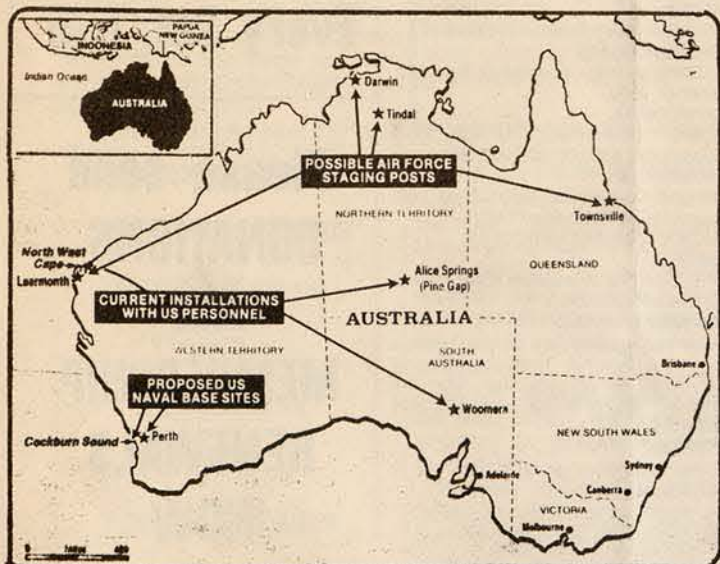 PAPUA
NEW GUINEA
INDONESIA
Indian Ocean
AUSTRALIA
Darwin
Tindal
POSSIBLE AIR FORCE
STAGING POSTS
NORTHERN TERRITORY
Townsville
North West
Cape
Learmonth
Alice Springs
(Pine Gap)
QUEENSLAND
CURRENT INSTALLATIONS
WITH US PERSONNEL
AUSTRALIA
WESTERN TERRITORY
SOUTH
AUSTRALIA
Brisbane
PROPOSED US
NAVAL BASE SITES
Woomera
Cockburn Sound
Perth
NEW SOUTH WALES
Adelaide
Sydney
Canberra
VICTORIA
Melbourne
0
400